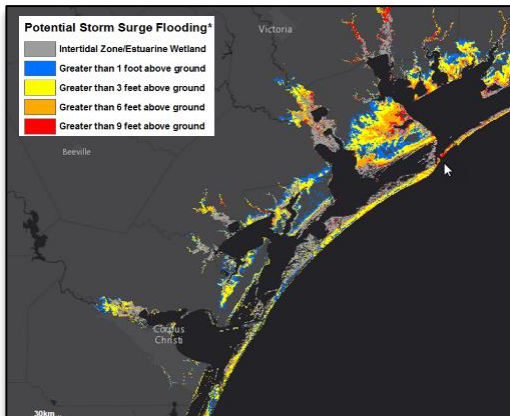 Potential Storm Surge Flooding*
Intertidal Zone/Estuarine Wetland
Greater than 1 foot above ground
Greater than 3 feet above ground
Greater than 6 feet above ground
Greater than 9 feet above ground
Victoria
Beeville
Corpus
Christi
30km